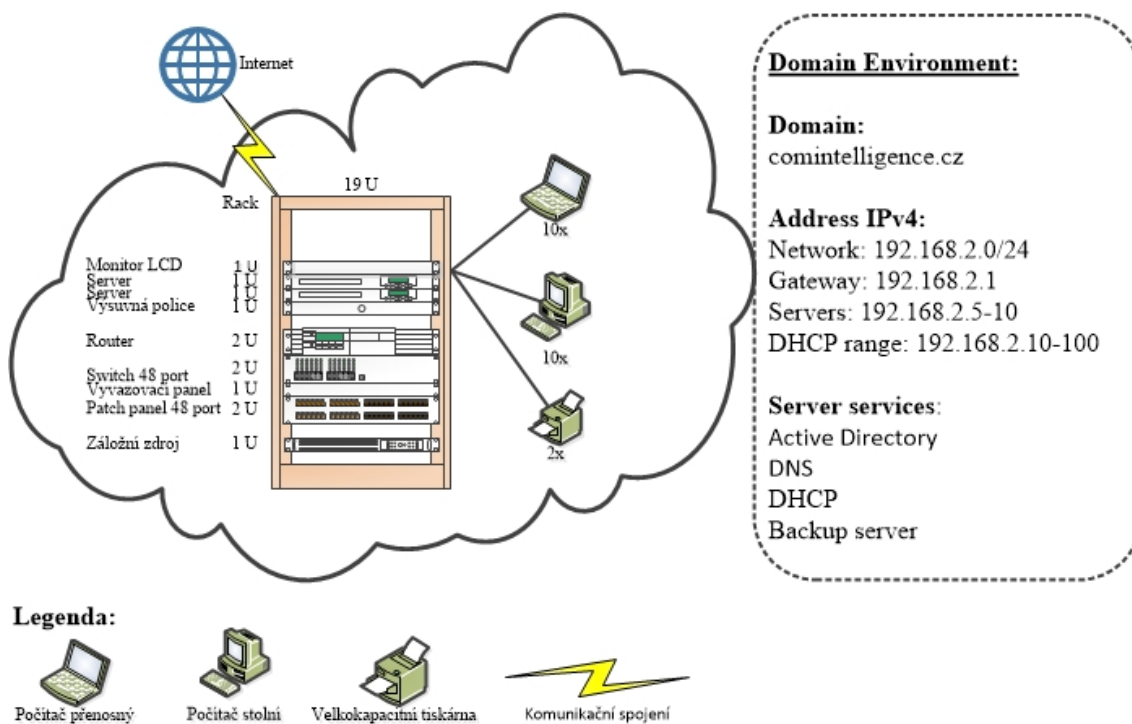 Internet
19 U
Rack
Monitor LCD 1 U
Server 1 U
Server 1 U
Výsuvná police 1 U
Router 2 U
Switch 48 port 2 U
Vyvazovací panel 1 U
Patch panel 48 port 2 U
Záložní zdroj 1 U
10x
10x
2x
Domain Environment:
Domain:
comintelligence.cz
Address IPv4:
Network: 192.168.2.0/24
Gateway: 192.168.2.1
Servers: 192.168.2.5-10
DHCP range: 192.168.2.10-100
Server services:
Active Directory
DNS
DHCP
Backup server
Legenda:
Počítač přenosný
Počítač stolní
Velkokapacitní tiskárna
Komunikační spojení